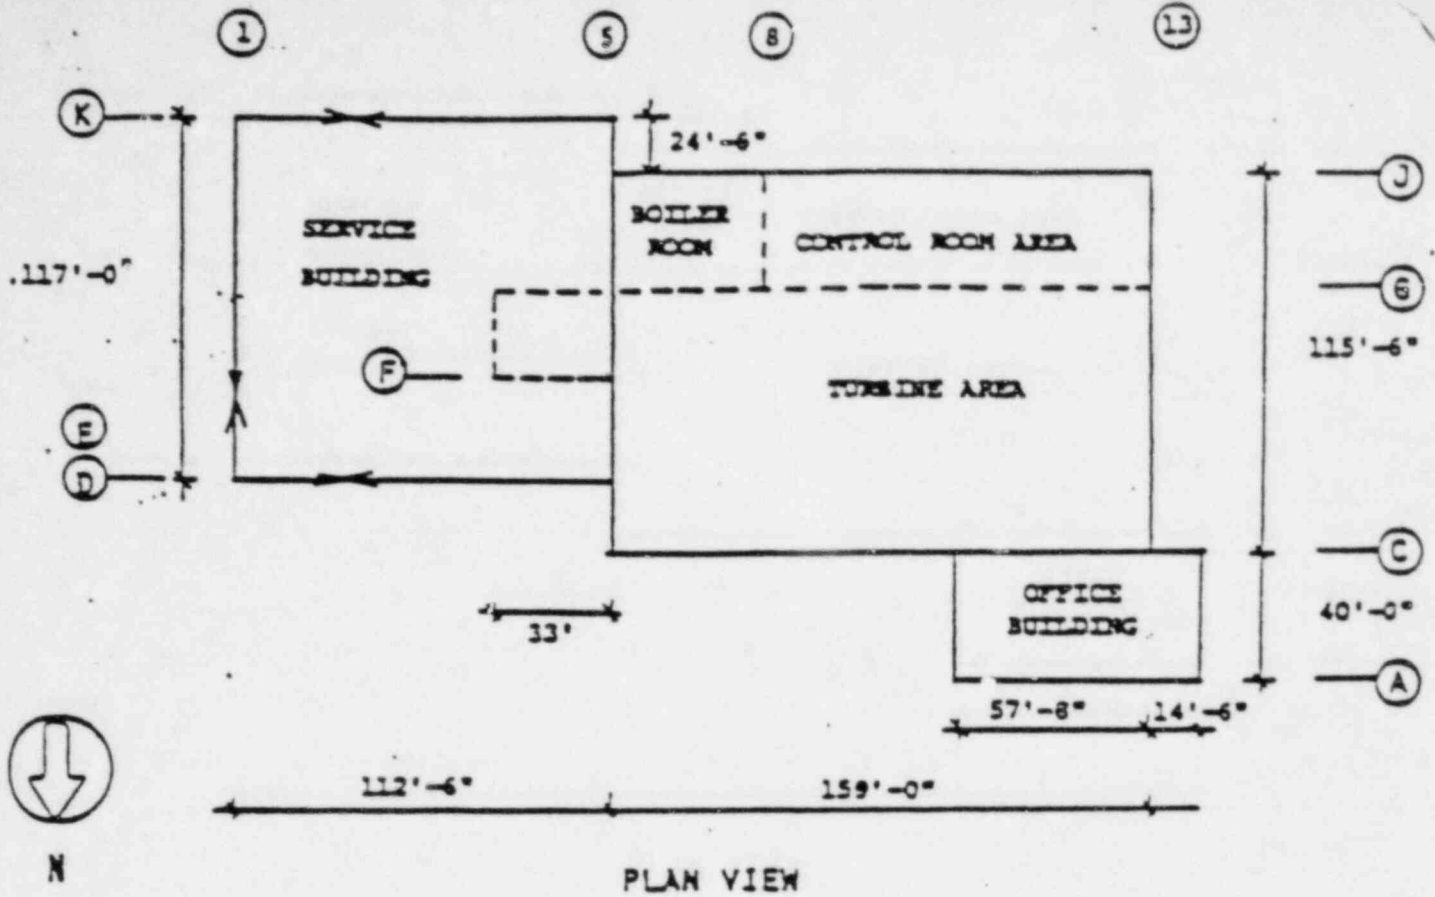 1 5 8 13
K
24'-6"
J
SERVICE
BUILDING
BOILER
ROOM
CONTROL ROOM AREA
.117'-0"
G
115'-6"
F
TURBINE AREA
E
D
C
33'
OFFICE
BUILDING
40'-0"
A
57'-8" 14'-6"
112'-6" 159'-0"
N
PLAN VIEW